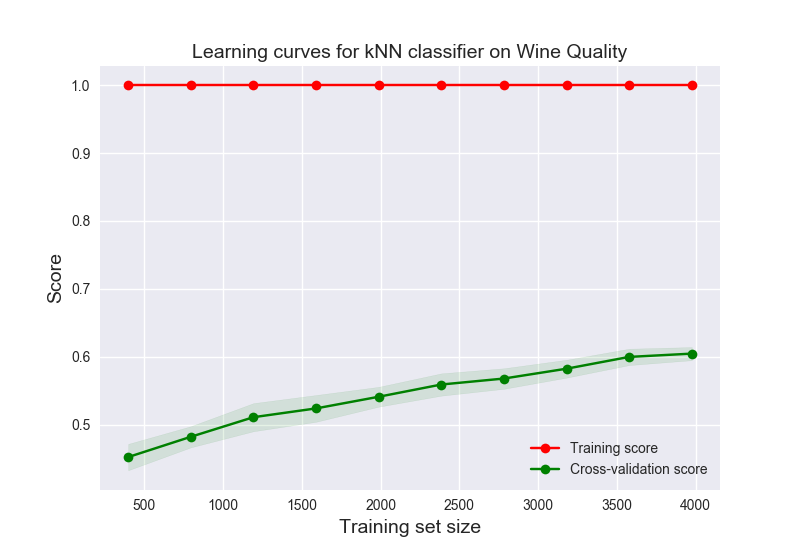 Learning curves for kNN classifier on Wine Quality
1.0
0.9
0.8
0.7
0.6
0.5
Score
Training score
Cross-validation score
500 1000 1500 2000 2500 3000 3500 4000
Training set size